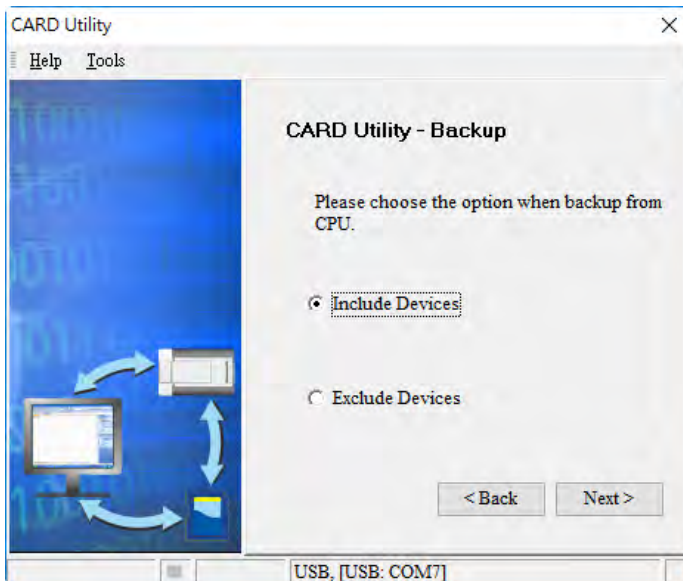 CARD Utility
Help Tools
CARD Utility - Backup
Please choose the option when backup from
CPU.
Include Devices
Exclude Devices
< Back Next >
USB, [USB: COM7]